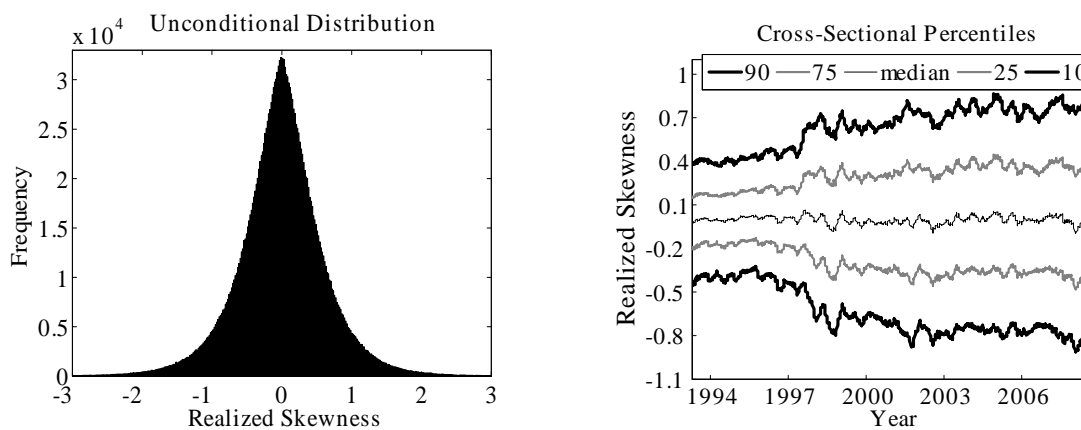 Unconditional Distribution
x 10^4
3
2.5
2
1.5
1
0.5
0
Frequency
-3 -2 -1 0 1 2 3
Realized Skewness
Cross-Sectional Percentiles
90 75 median 25 10
1
0.7
0.4
0.1
-0.2
-0.5
-0.8
-1.1
Realized Skewness
1994 1997 2000 2003 2006
Year